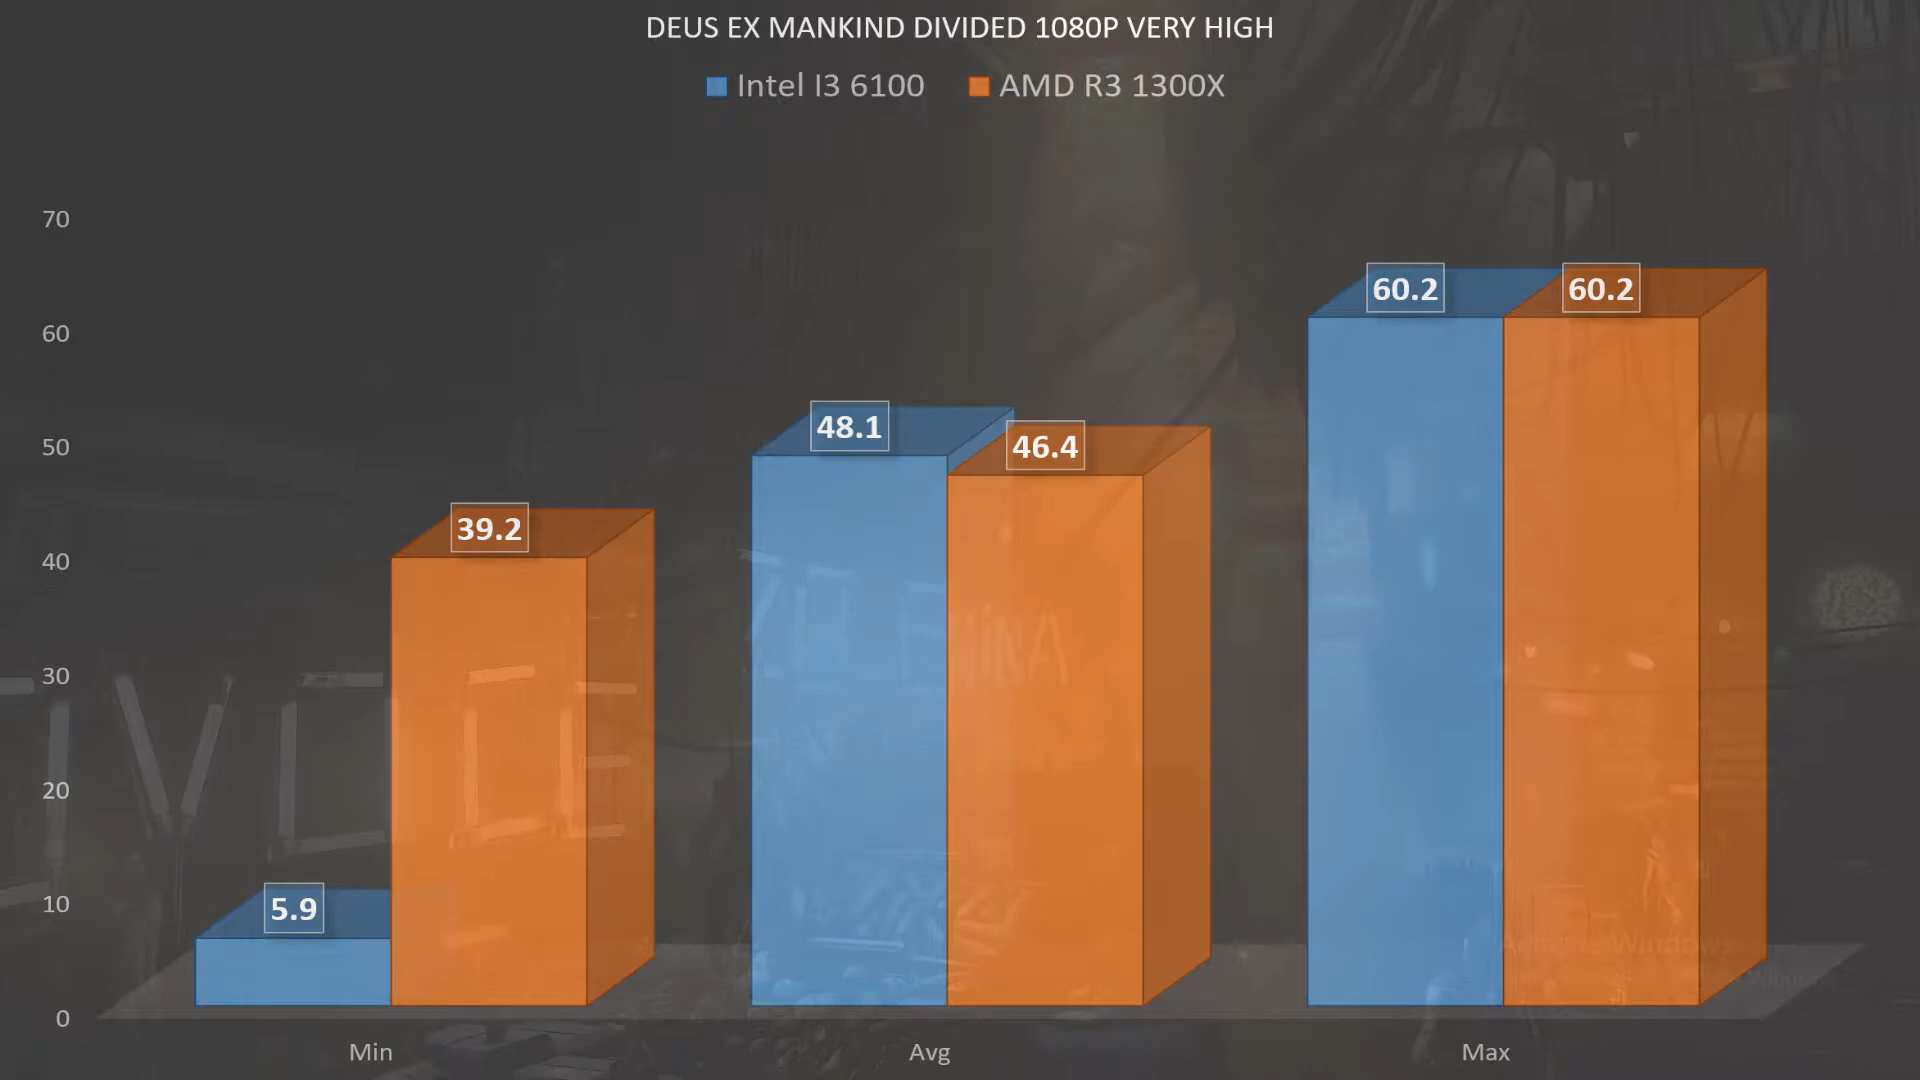 DEUS EX MANKIND DIVIDED 1080P VERY HIGH
Intel I3 6100 AMD R3 1300X
70
60
50
40
30
20
10
0
5.9
39.2
48.1
46.4
60.2
60.2
Min
Avg
Max